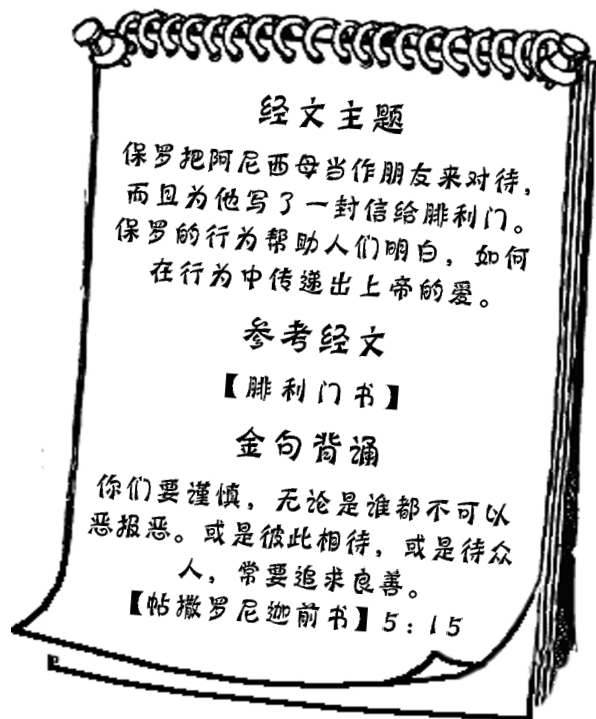 经文主题
保罗把阿尼西母当作朋友来对待，
而且为他写了一封信给腓利门。
保罗的行为帮助人们明白，如何
在行为中传递出上帝的爱。
参考经文
【腓利门书】
金句背诵
你们要谨慎，无论是谁都不可以
恶报恶。或是彼此相待，或是待众
人，常要追求良善。
【帖撒罗尼迦前书】5：15